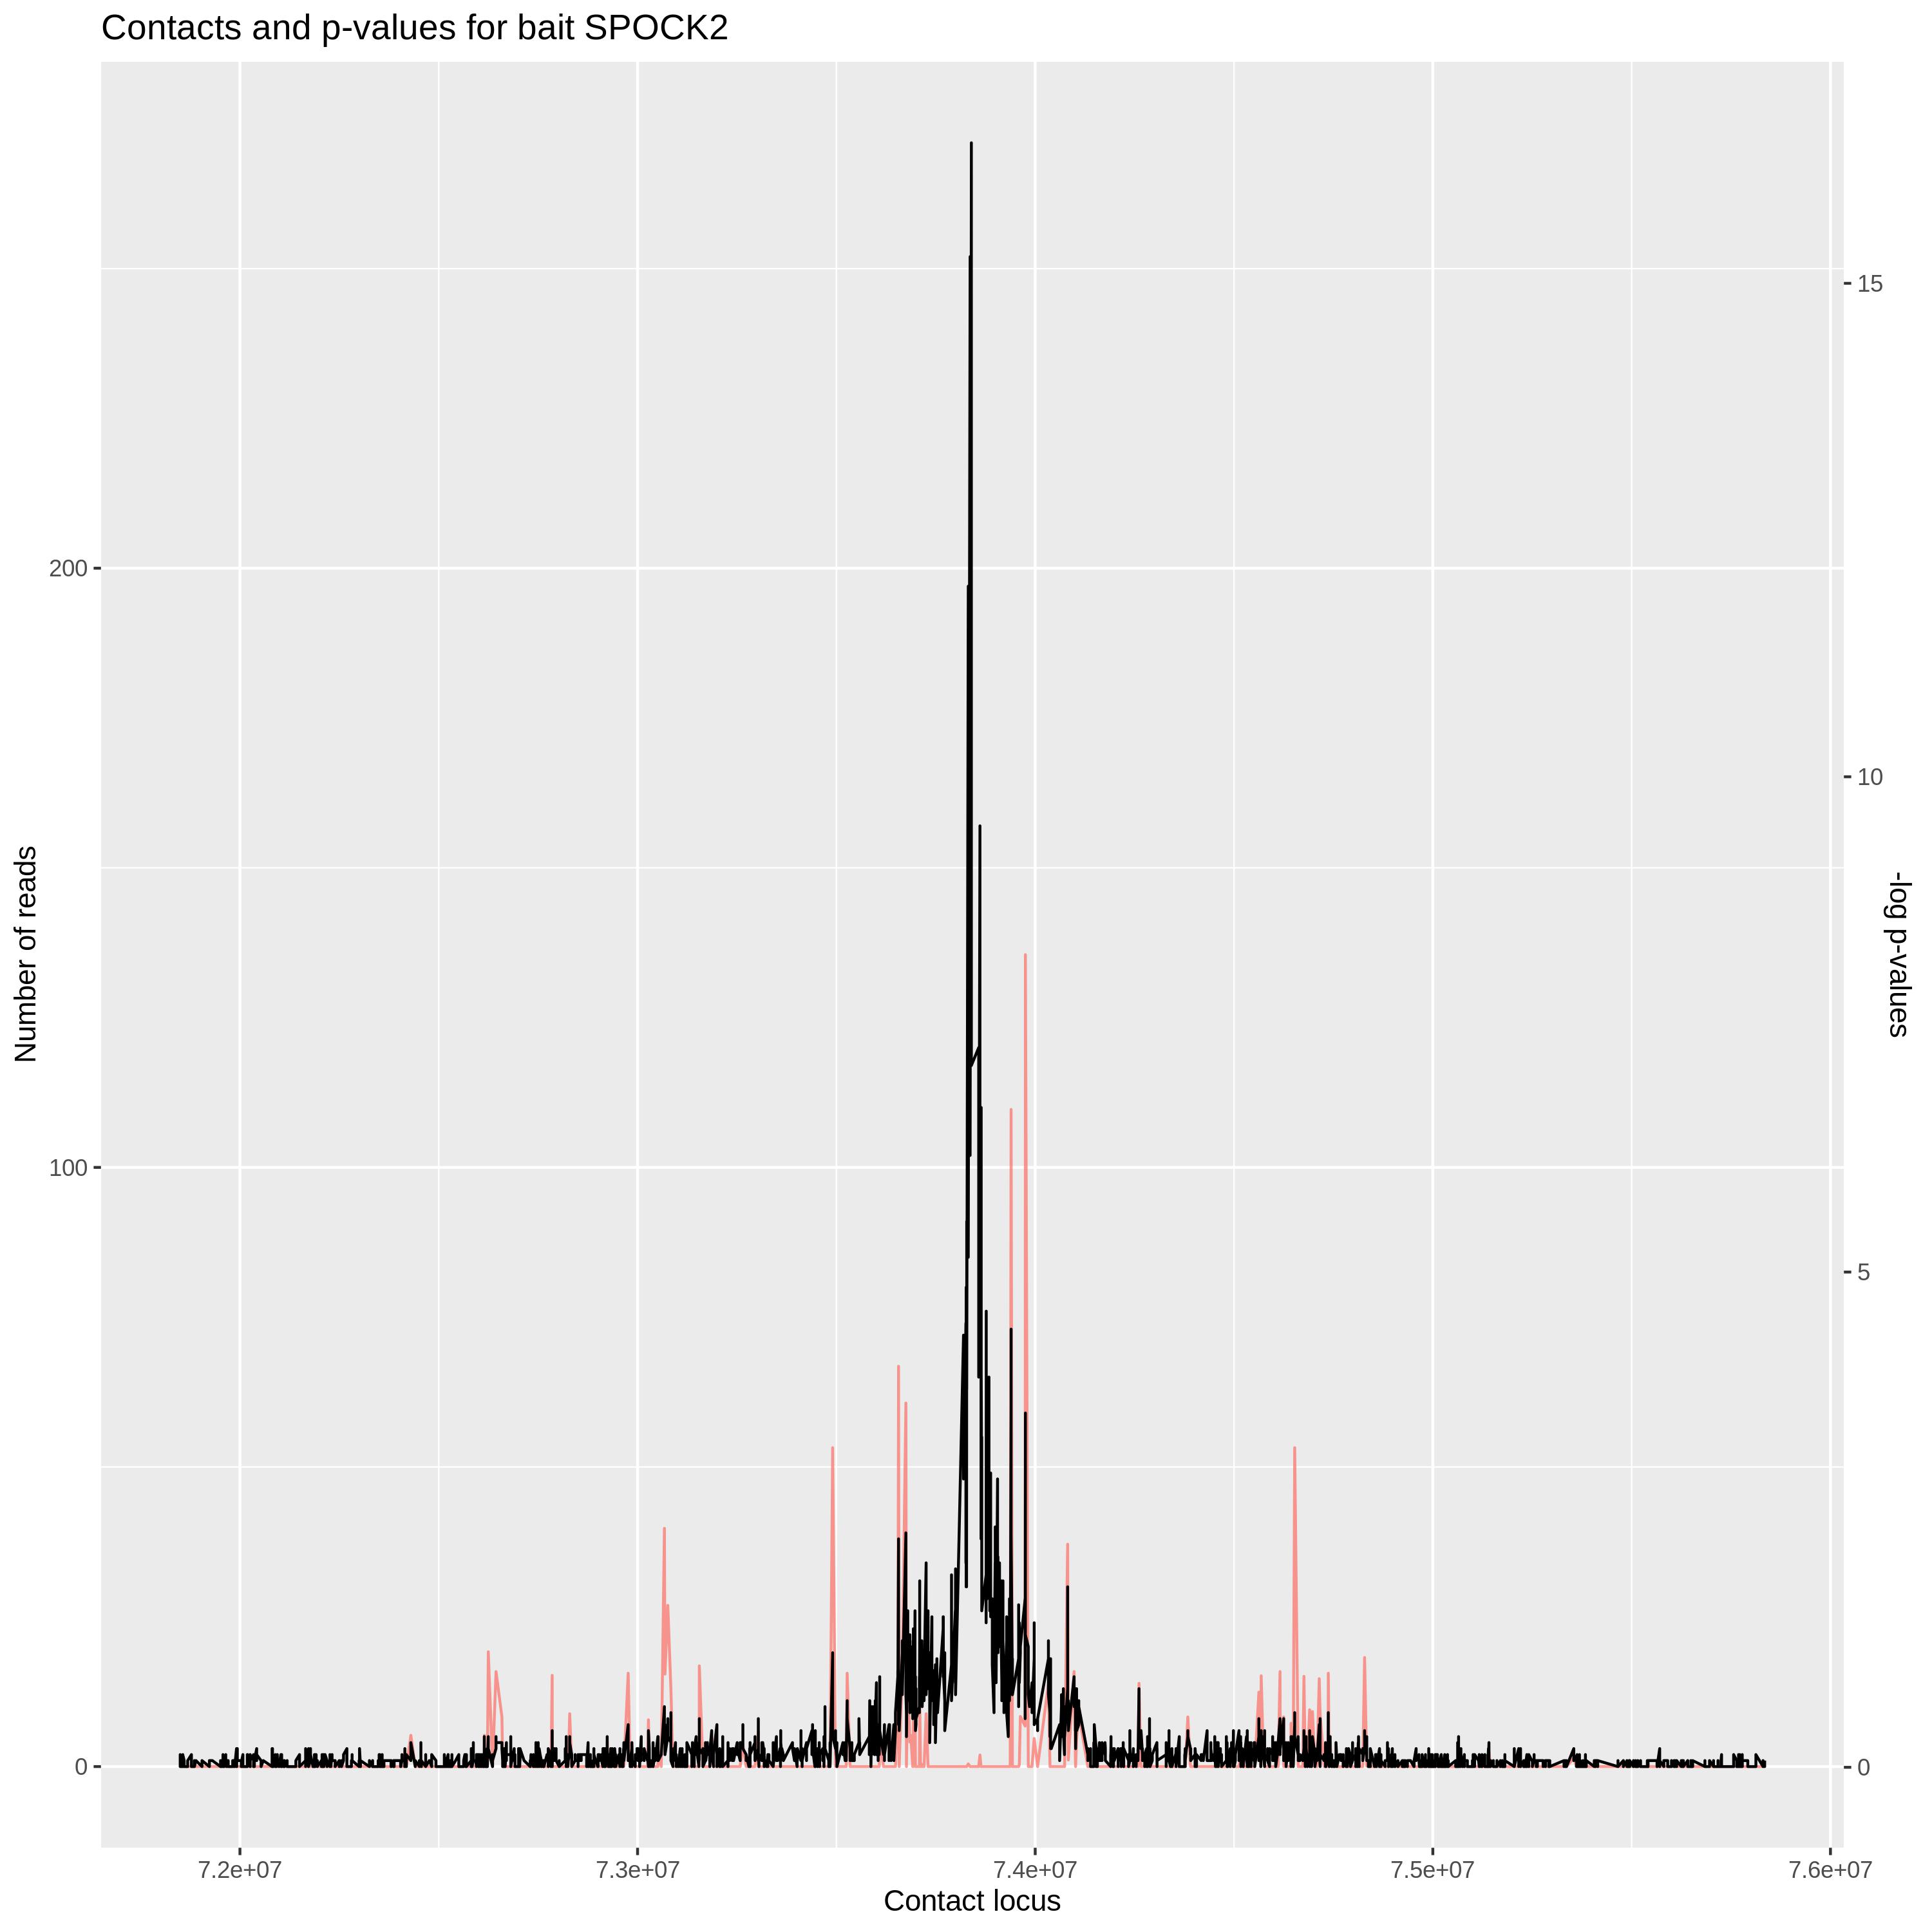 Contacts and p-values for bait SPOCK2
Number of reads
200
100
0
15
10
5
0
-log p-values
7.2e+07
7.3e+07
7.4e+07
7.5e+07
7.6e+07
Contact locus